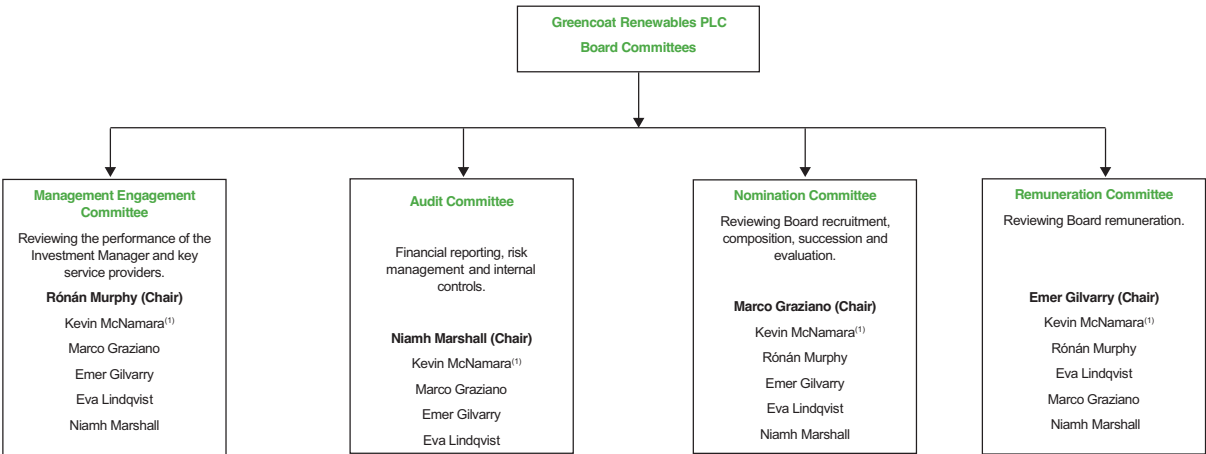 Greencoat Renewables PLC
Board Committees
Management Engagement
Committee
Reviewing the performance of the
Investment Manager and key
service providers.
Rónán Murphy (Chair)
Kevin McNamara(1)
Marco Graziano
Emer Gilvarry
Eva Lindqvist
Niamh Marshall
Audit Committee
Financial reporting, risk
management and internal
controls.
Niamh Marshall (Chair)
Kevin McNamara(1)
Marco Graziano
Emer Gilvarry
Eva Lindqvist
Nomination Committee
Reviewing Board recruitment,
composition, succession and
evaluation.
Marco Graziano (Chair)
Kevin McNamara(1)
Rónán Murphy
Emer Gilvarry
Eva Lindqvist
Niamh Marshall
Remuneration Committee
Reviewing Board remuneration.
Emer Gilvarry (Chair)
Kevin McNamara(1)
Rónán Murphy
Eva Lindqvist
Marco Graziano
Niamh Marshall